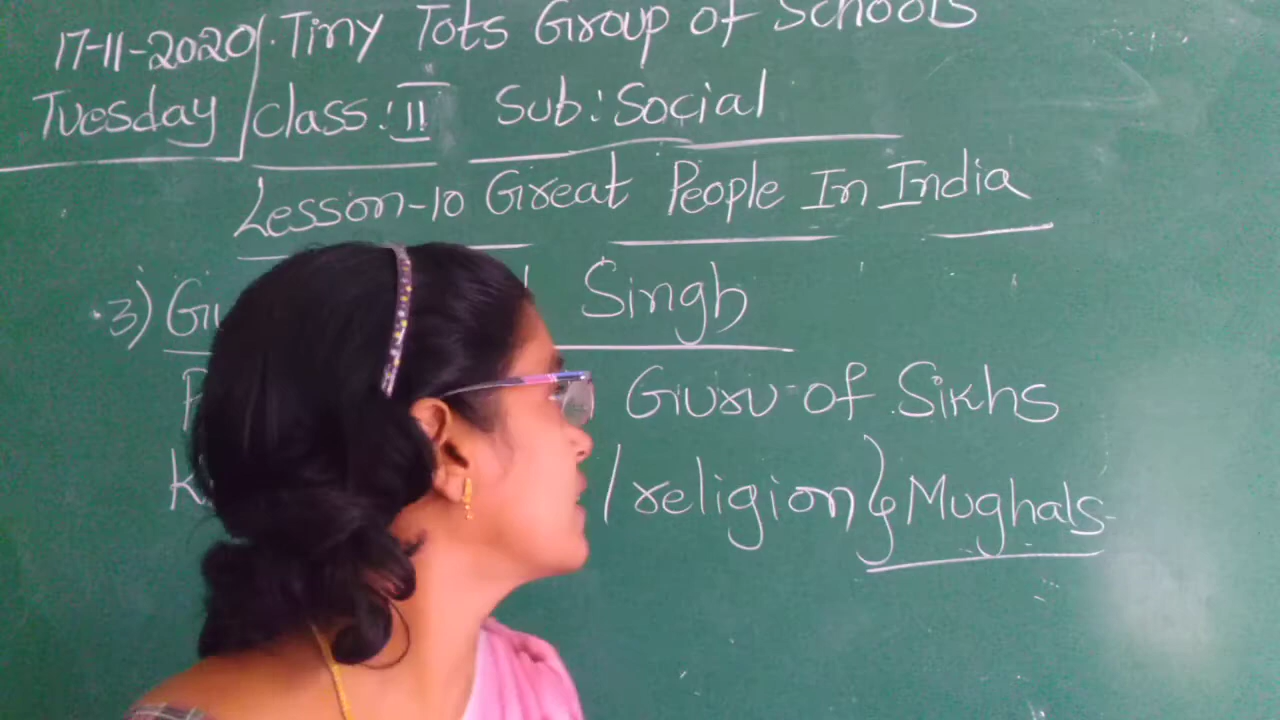 17-11-2020 Tiny Tots Group of Schools
Tuesday Class: II Sub: Social
Lesson-10 Great People In India
3) Singh
Guru of Sikhs
/religion} Mughals